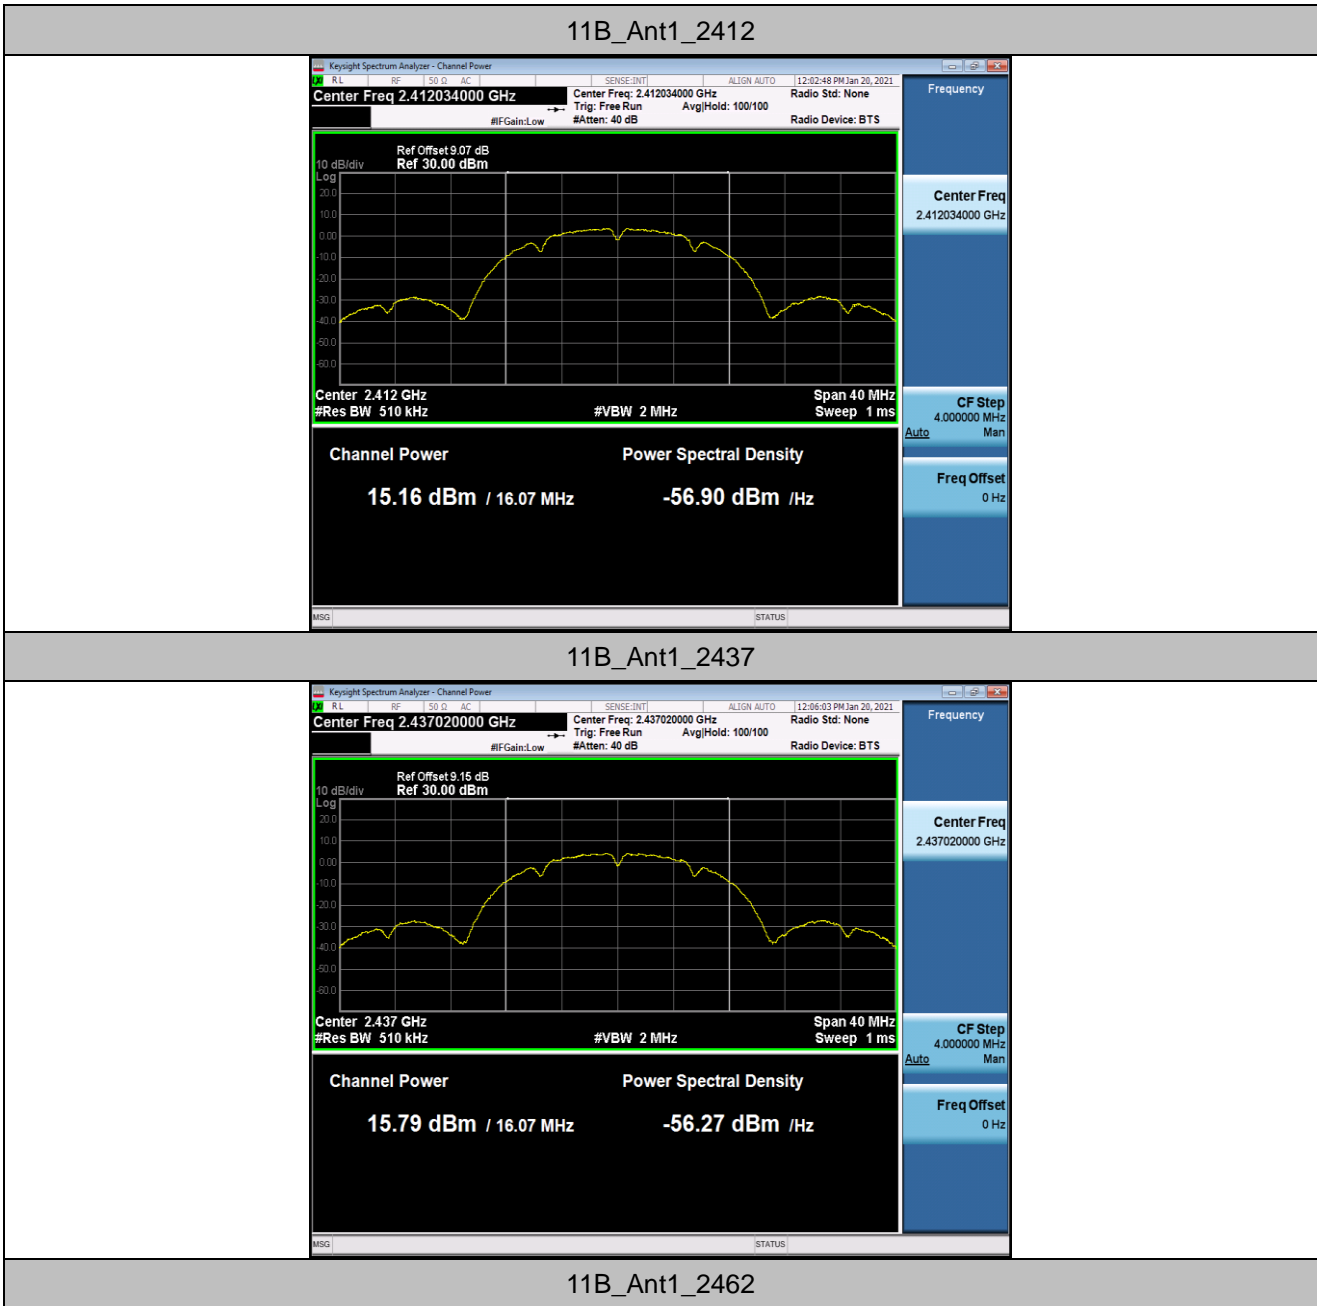 11B_Ant1_2412
Keysight Spectrum Analyzer - Channel Power
RL RF 50 Ω AC SENSE:INT ALIGN AUTO 12:02:48 PM Jan 20, 2021
Center Freq 2.412034000 GHz
Center Freq: 2.412034000 GHz
Radio Std: None
Trig: Free Run Avg|Hold: 100/100
#IFGain:Low #Atten: 40 dB Radio Device: BTS
Frequency
Ref Offset 9.07 dB
10 dB/div Ref 30.00 dBm
Log
20.0
10.0
0.00
-10.0
-20.0
-30.0
-40.0
-50.0
-60.0
Center 2.412 GHz Span 40 MHz
#Res BW 510 kHz #VBW 2 MHz Sweep 1 ms
Channel Power Power Spectral Density
15.16 dBm / 16.07 MHz -56.90 dBm /Hz
Center Freq
2.412034000 GHz
CF Step
4.000000 MHz
Auto Man
Freq Offset
0 Hz
MSG STATUS
11B_Ant1_2437
Keysight Spectrum Analyzer - Channel Power
RL RF 50 Ω AC SENSE:INT ALIGN AUTO 12:06:03 PM Jan 20, 2021
Center Freq 2.437020000 GHz
Center Freq: 2.437020000 GHz
Radio Std: None
Trig: Free Run Avg|Hold: 100/100
#IFGain:Low #Atten: 40 dB Radio Device: BTS
Frequency
Ref Offset 9.15 dB
10 dB/div Ref 30.00 dBm
Log
20.0
10.0
0.00
-10.0
-20.0
-30.0
-40.0
-50.0
-60.0
Center 2.437 GHz Span 40 MHz
#Res BW 510 kHz #VBW 2 MHz Sweep 1 ms
Channel Power Power Spectral Density
15.79 dBm / 16.07 MHz -56.27 dBm /Hz
Center Freq
2.437020000 GHz
CF Step
4.000000 MHz
Auto Man
Freq Offset
0 Hz
MSG STATUS
11B_Ant1_2462